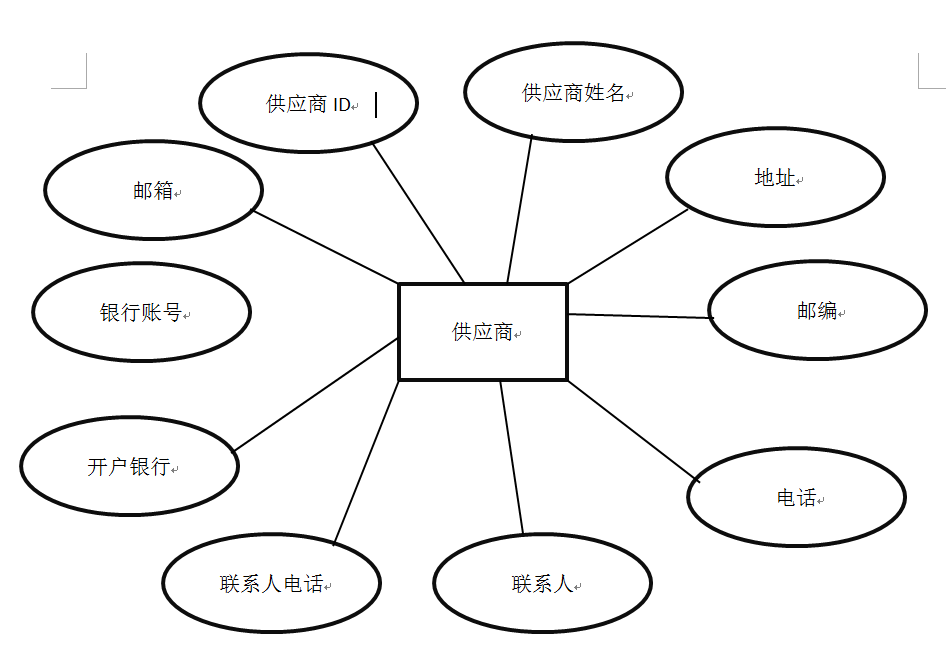 供应商 ID
供应商姓名
邮箱
地址
银行账号
供应商
邮编
开户银行
电话
联系人电话
联系人